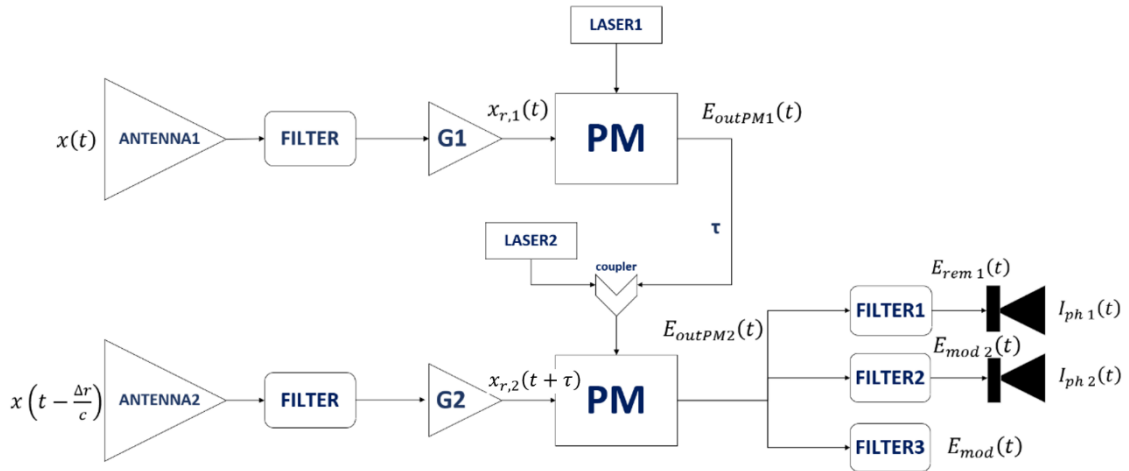 LASER1
x(t)
ANTENNA1
FILTER
G1
x_{r,1}(t)
PM
E_{outPM1}(t)
τ
LASER2
coupler
x(t - \frac{Δr}{c})
ANTENNA2
FILTER
G2
x_{r,2}(t + τ)
PM
E_{outPM2}(t)
FILTER1
E_{rem 1}(t)
I_{ph 1}(t)
FILTER2
E_{mod 2}(t)
I_{ph 2}(t)
FILTER3
E_{mod}(t)